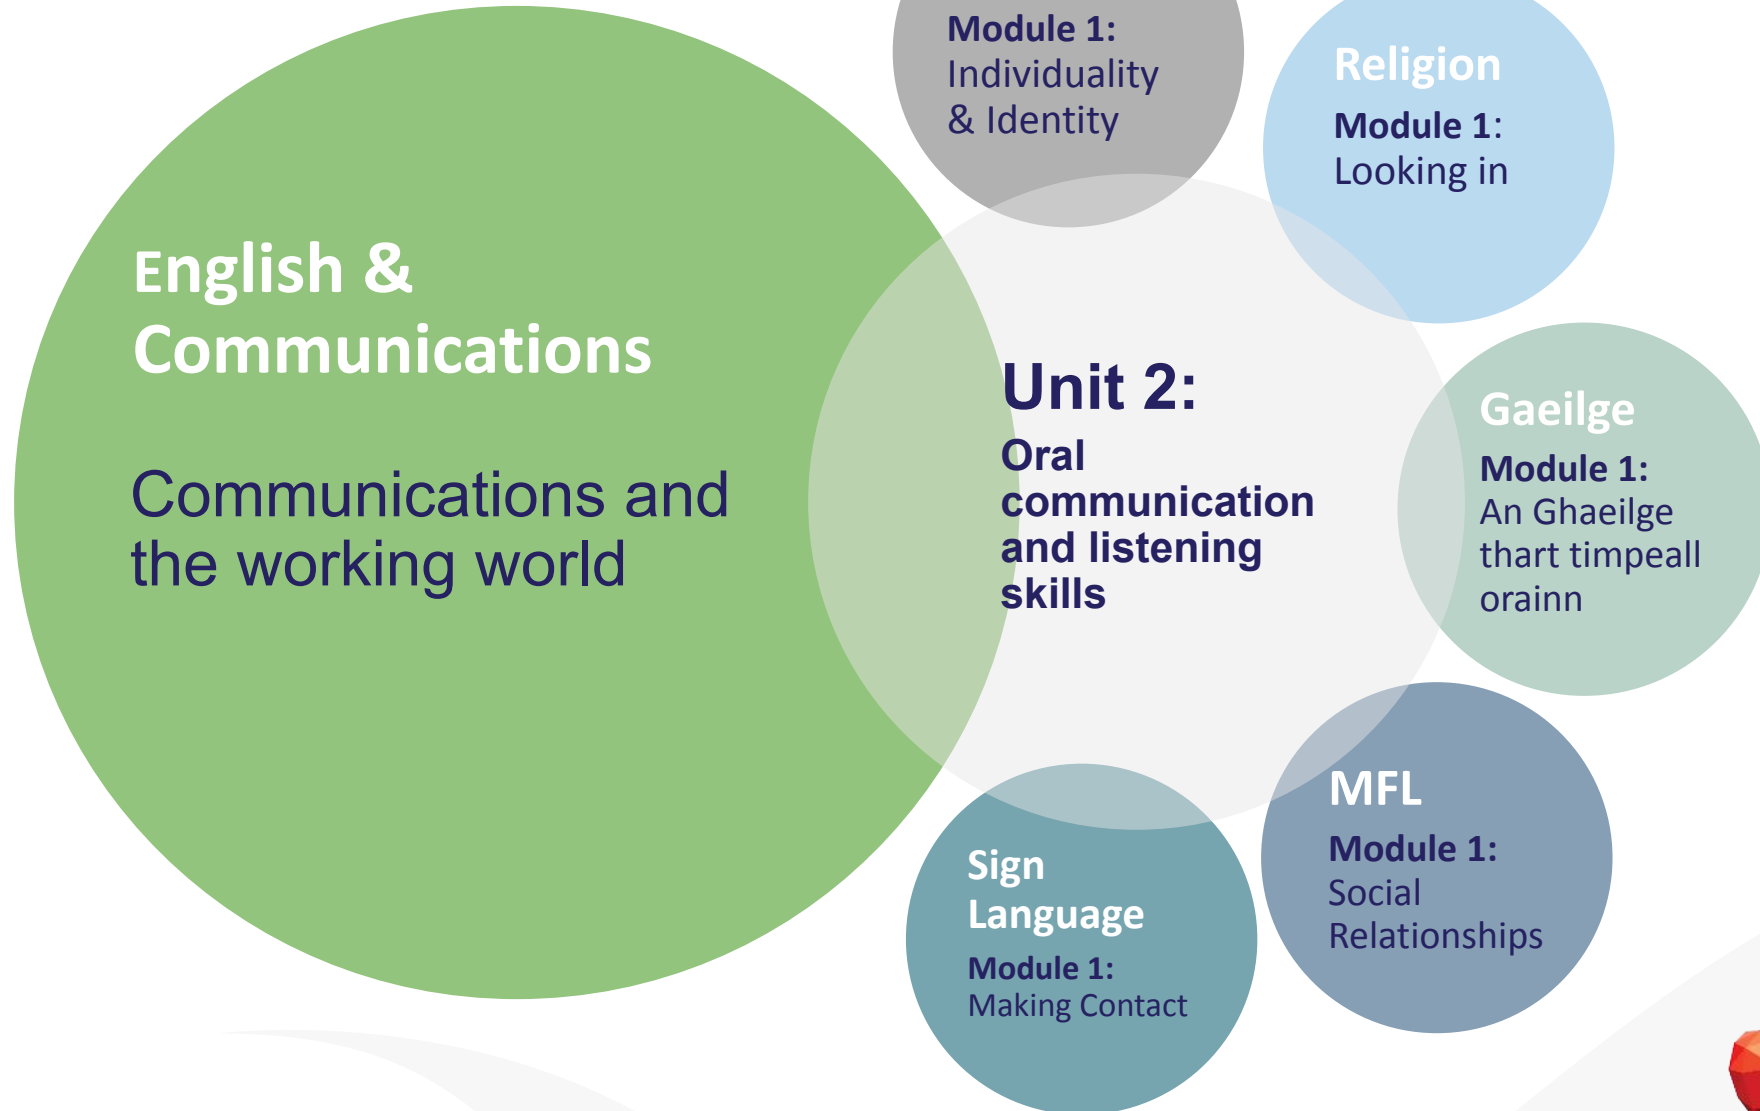 English &
Communications
Communications and
the working world
Unit 2:
Oral
communication
and listening
skills
Module 1:
Individuality
& Identity
Religion
Module 1:
Looking in
Gaeilge
Module 1:
An Ghaeilge
thart timpeall
orainn
MFL
Module 1:
Social
Relationships
Sign
Language
Module 1:
Making Contact